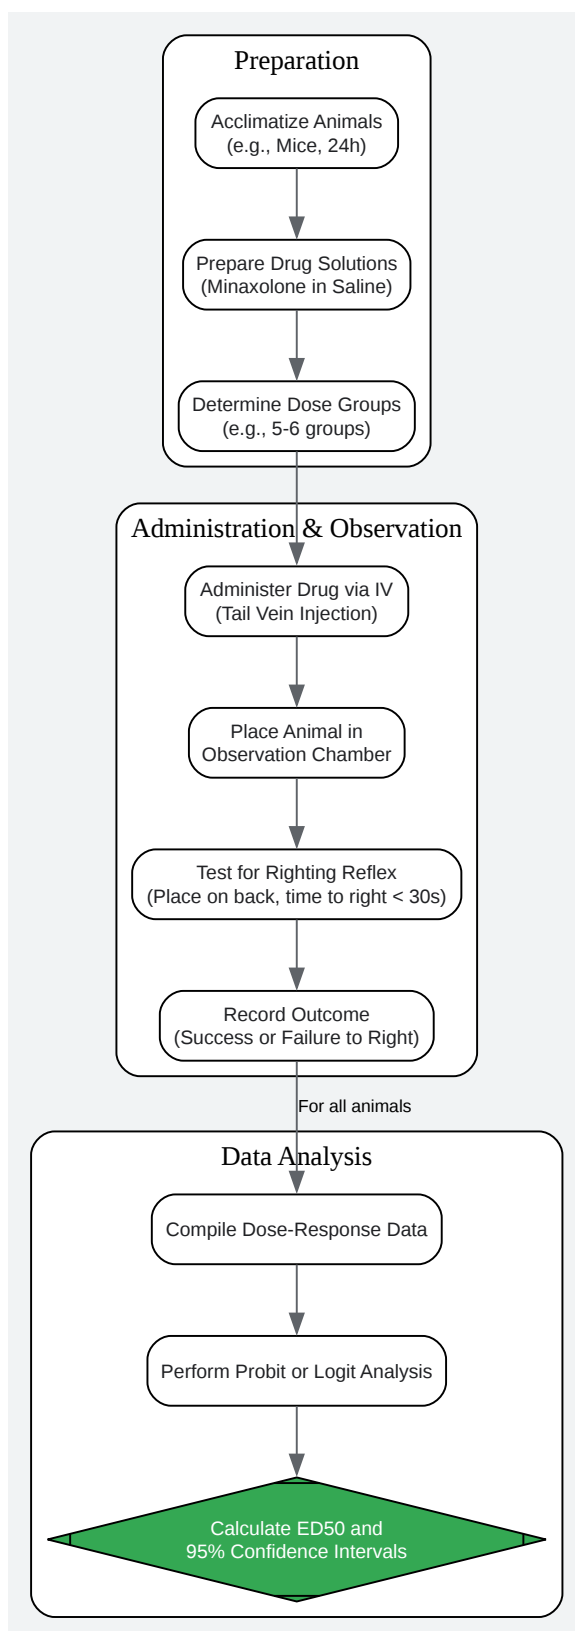 Preparation
Acclimatize Animals
(e.g., Mice, 24h)
Prepare Drug Solutions
(Minaxolone in Saline)
Determine Dose Groups
(e.g., 5-6 groups)
Administration & Observation
Administer Drug via IV
(Tail Vein Injection)
Place Animal in
Observation Chamber
Test for Righting Reflex
(Place on back, time to right < 30s)
Record Outcome
(Success or Failure to Right)
For all animals
Data Analysis
Compile Dose-Response Data
Perform Probit or Logit Analysis
Calculate ED50 and
95% Confidence Intervals